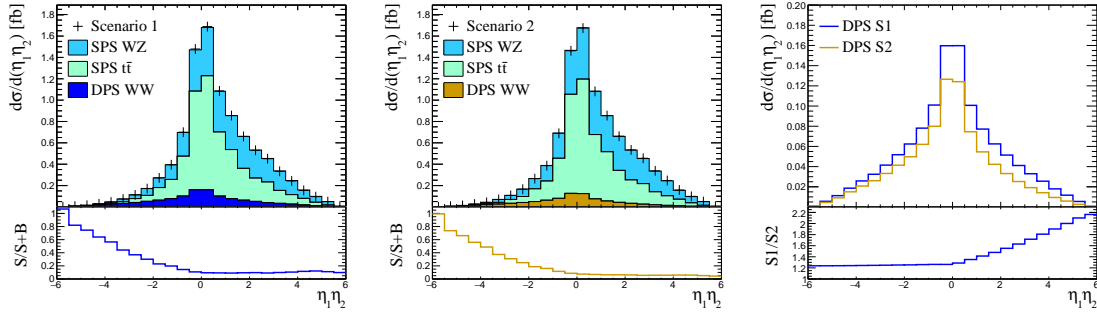 dσ/d(η₁η₂) [fb]
1.8
1.6
1.4
1.2
1.0
0.8
0.6
0.4
0.2
Scenario 1
SPS WZ
SPS tt̄
DPS WW
S/S+B
1
0.8
0.6
0.4
0.2
0
−6 −4 −2 0 2 4 6
η₁η₂
dσ/d(η₁η₂) [fb]
1.8
1.6
1.4
1.2
1.0
0.8
0.6
0.4
0.2
Scenario 2
SPS WZ
SPS tt̄
DPS WW
S/S+B
1
0.8
0.6
0.4
0.2
0
−6 −4 −2 0 2 4 6
η₁η₂
dσ/d(η₁η₂) [fb]
0.20
0.18
0.16
0.14
0.12
0.10
0.08
0.06
0.04
0.02
DPS S1
DPS S2
S1/S2
2.2
2
1.8
1.6
1.4
1.2
1
−6 −4 −2 0 2 4 6
η₁η₂